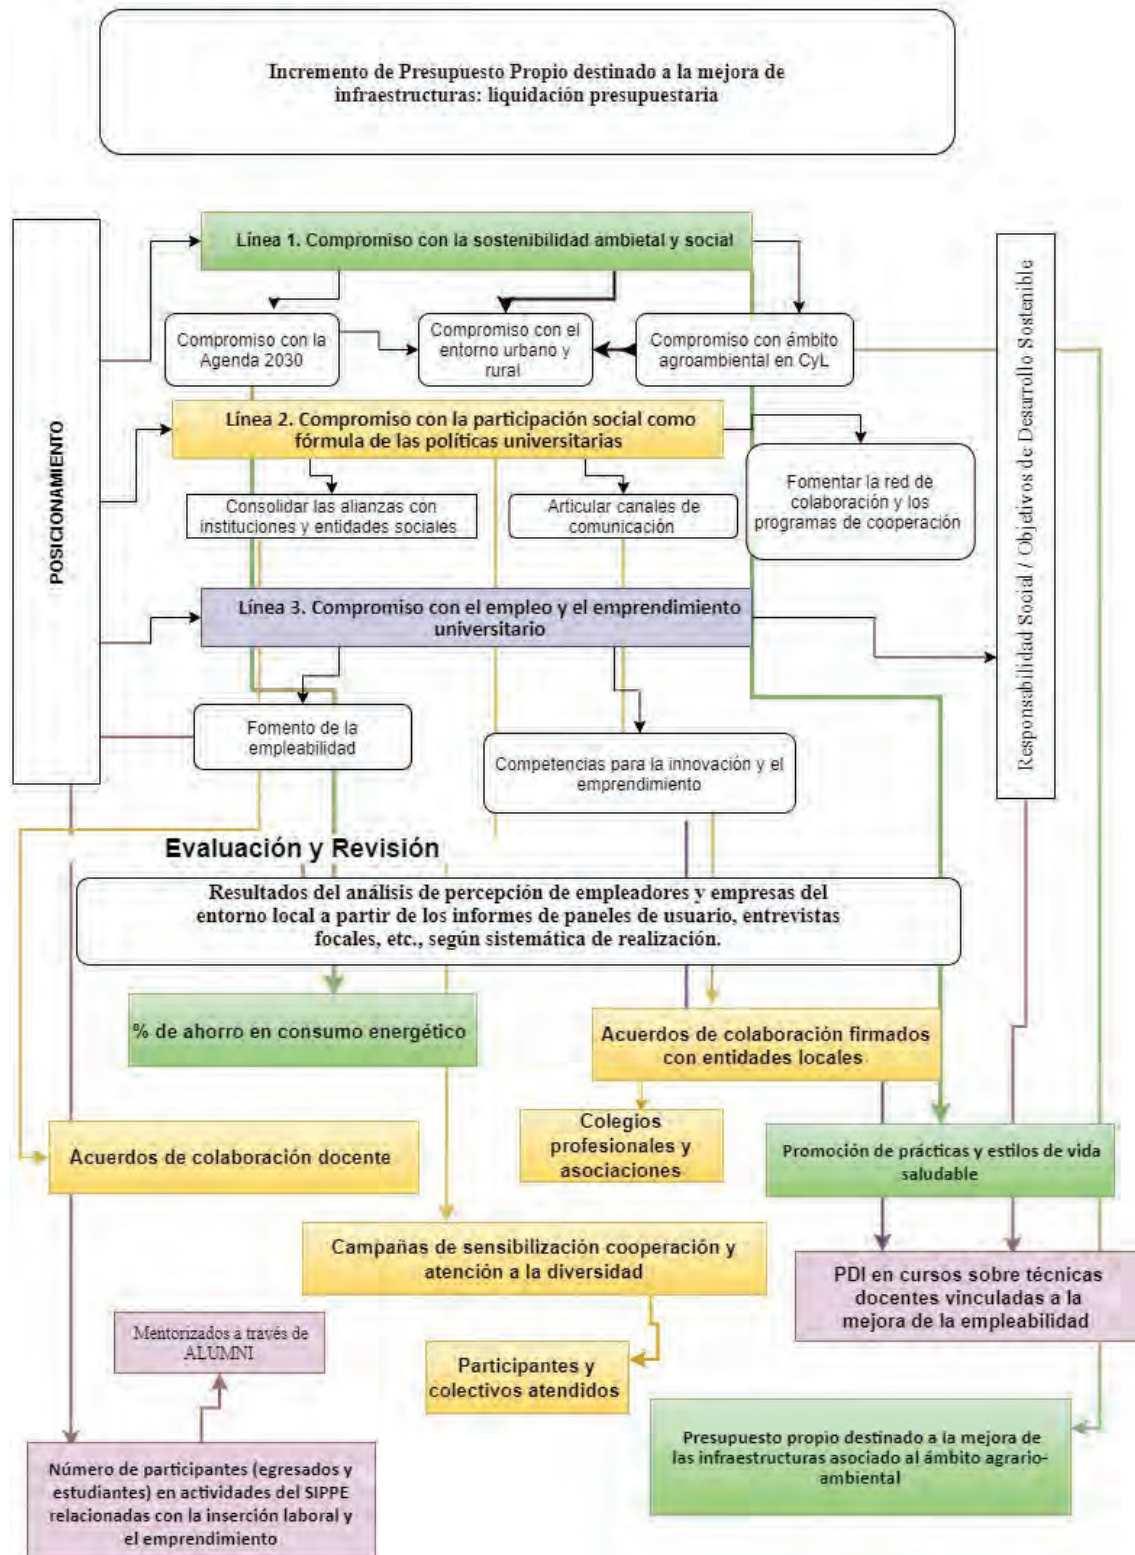 Incremento de Presupuesto Propio destinado a la mejora de
infraestructuras: liquidación presupuestaria
POSICIONAMIENTO
Línea 1. Compromiso con la sostenibilidad ambietal y social
Responsabilidad Social / Objetivos de Desarrollo Sostenible
Compromiso con la
Agenda 2030
Compromiso con el
entorno urbano y
rural
Compromiso con ámbito
agroambiental en CyL
Línea 2. Compromiso con la participación social como
fórmula de las políticas universitarias
Consolidar las alianzas con
instituciones y entidades sociales
Articular canales de
comunicación
Fomentar la red de
colaboración y los
programas de cooperación
Línea 3. Compromiso con el empleo y el emprendimiento
universitario
Fomento de la
empleabilidad
Competencias para la innovación y el
emprendimiento
Evaluación y Revisión
Resultados del análisis de percepción de empleadores y empresas del
entorno local a partir de los informes de paneles de usuario, entrevistas
focales, etc., según sistemática de realización.
% de ahorro en consumo energético
Acuerdos de colaboración firmados
con entidades locales
Colegios
profesionales y
asociaciones
Acuerdos de colaboración docente
Promoción de prácticas y estilos de vida
saludable
Campañas de sensibilización cooperación y
atención a la diversidad
PDI en cursos sobre técnicas
docentes vinculadas a la
mejora de la empleabilidad
Mentorizados a través de
ALUMNI
Participantes y
colectivos atendidos
Presupuesto propio destinado a la mejora de
las infraestructuras asociado al ámbito agrario-
ambiental
Número de participantes (egresados y
estudiantes) en actividades del SIPPE
relacionadas con la inserción laboral y
el emprendimiento